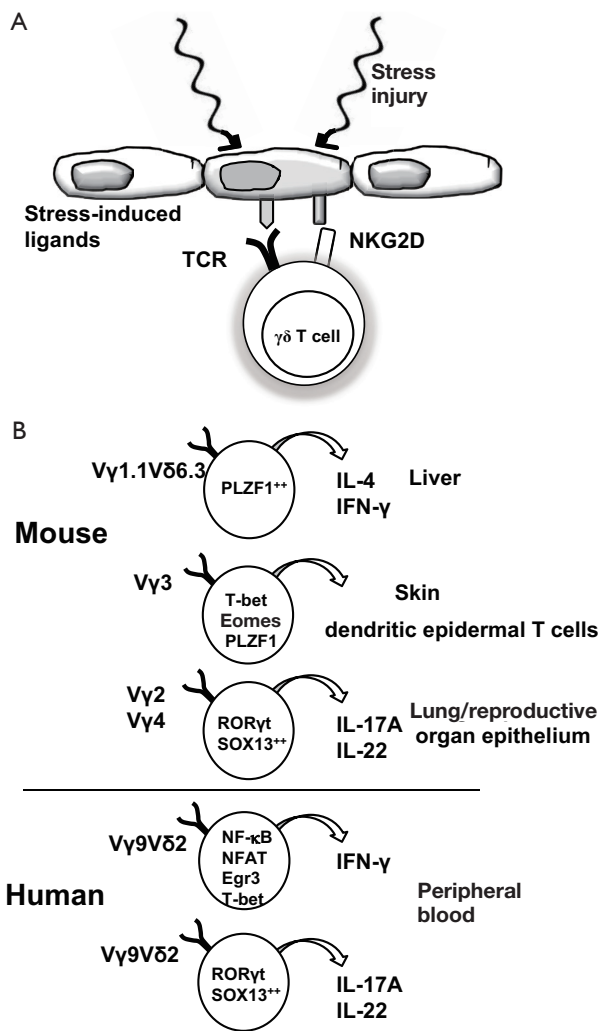 A
Stress
injury
Stress-induced
ligands
TCR
NKG2D
γδ T cell
B
Mouse
Vγ1.1Vδ6.3
PLZF1++
IL-4
IFN-γ
Liver
Vγ3
T-bet
Eomes
PLZF1
Skin
dendritic epidermal T cells
Vγ2
Vγ4
RORγt
SOX13++
IL-17A
IL-22
Lung/reproductive
organ epithelium
Human
Vγ9Vδ2
NF-κB
NFAT
Egr3
T-bet
IFN-γ
Peripheral
blood
Vγ9Vδ2
RORγt
SOX13++
IL-17A
IL-22